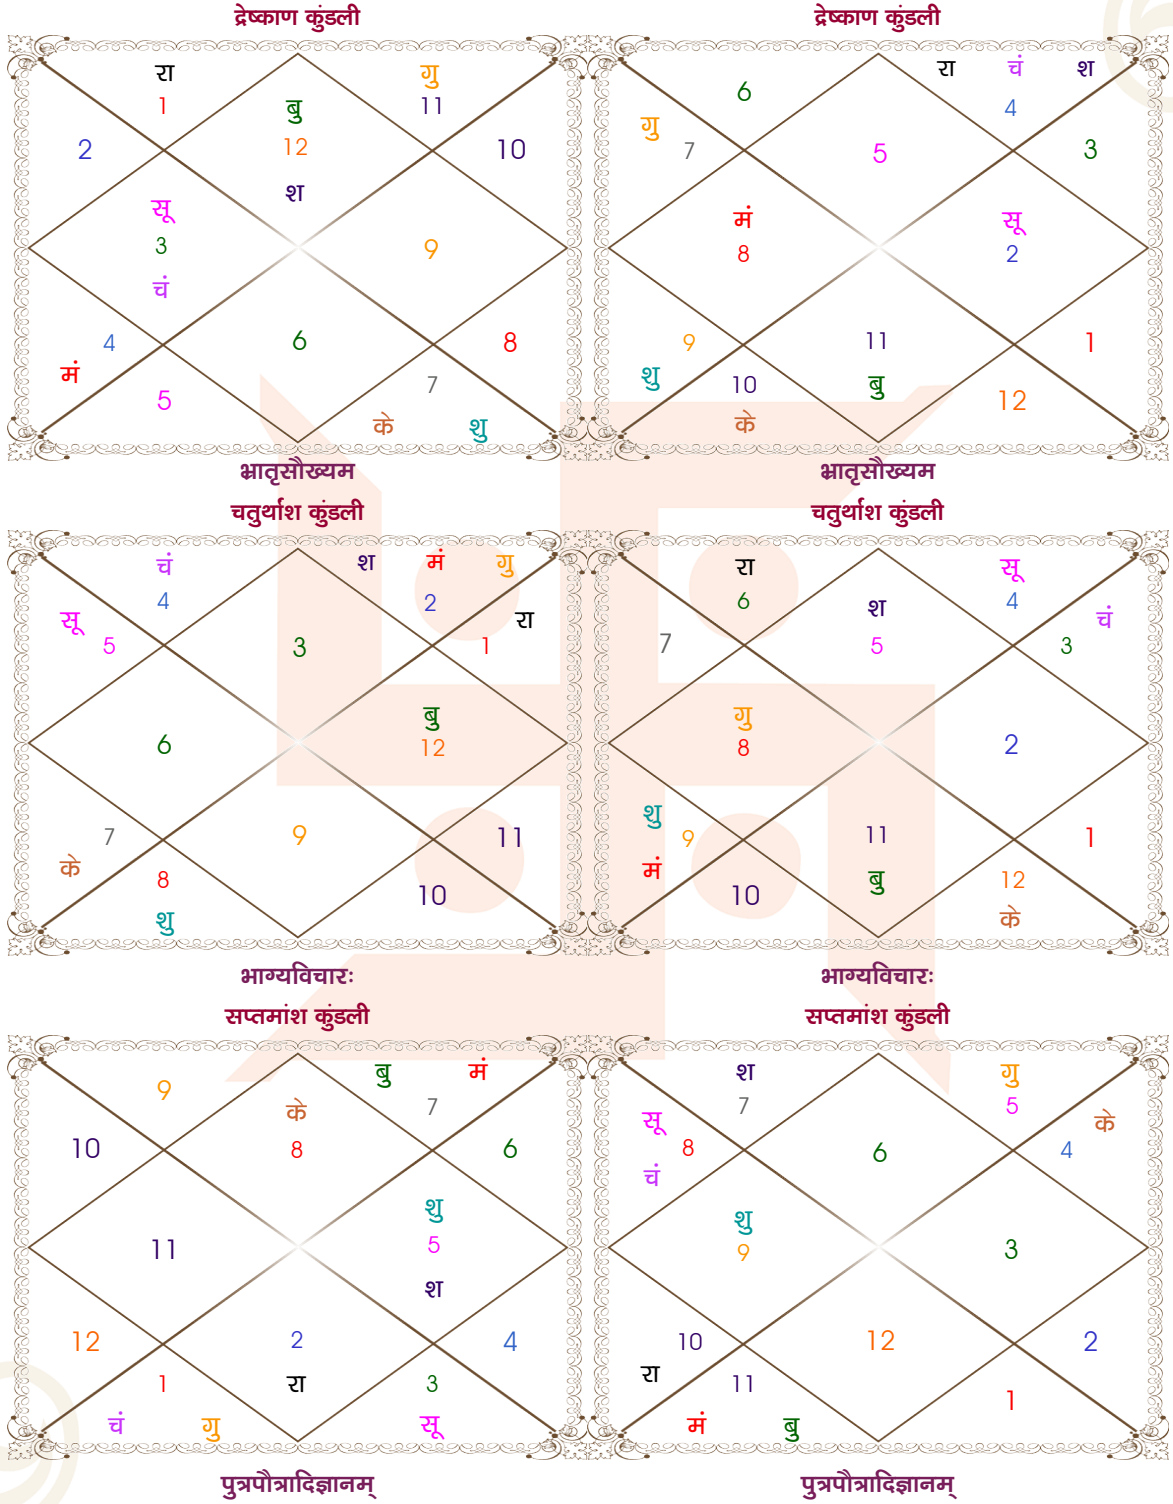 द्रेष्काण कुंडली द्रेष्काण कुंडली
रा गु
1 बु 11
2 12 10
श
सू
3 9
चं
4 6 8
मं
5 7
के शु
रा चं श
6 4
गु
7 5 3
मं सू
8 2
9 11 1
शु 10 बु 12
के
भ्रातृसौख्यम भ्रातृसौख्यम
चतुर्थांश कुंडली चतुर्थांश कुंडली
चं श मं गु
4 2
सू रा
5 3 1
बु
6 12
7 9 11
के 8 10
शु
रा सू
6 श 4 चं
7 5 3
गु
8 2
शु
9 11 1
मं 10 बु 12
के
भाग्यविचारः भाग्यविचारः
सप्तमांश कुंडली सप्तमांश कुंडली
बु मं
9 के 7
10 8 6
शु
11 5
श
12 2 4
1 रा 3
चं गु सू
श गु
7 5
सू के
8 6 4
चं
शु
9 3
10 12 2
रा 11 1
मं बु
पुत्रपौत्रादिज्ञानम् पुत्रपौत्रादिज्ञानम्